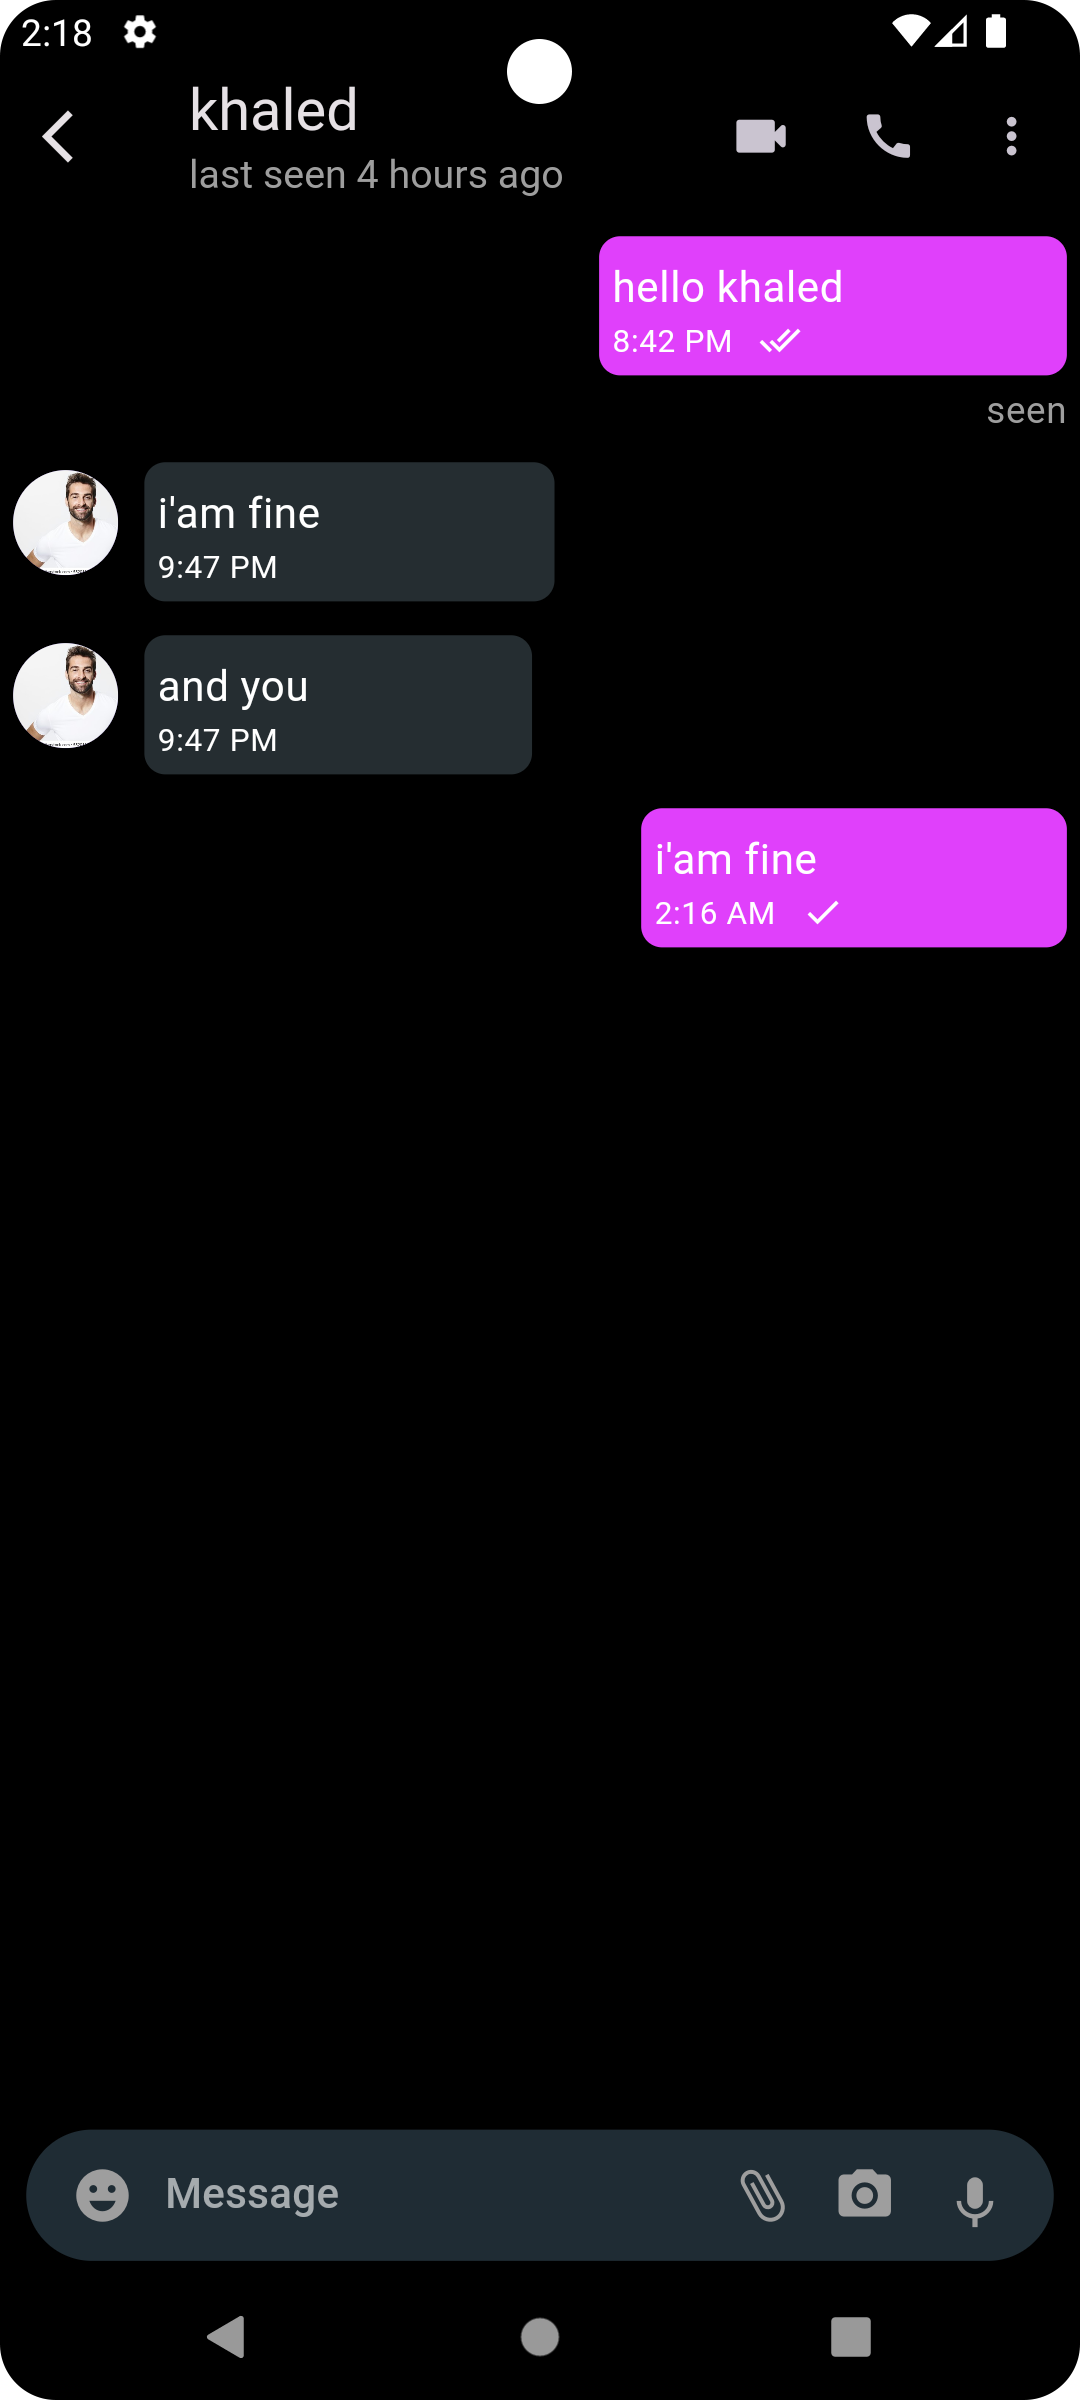 2:18
khaled
last seen 4 hours ago
hello khaled
8:42 PM
seen
i'am fine
9:47 PM
and you
9:47 PM
i'am fine
2:16 AM
Message